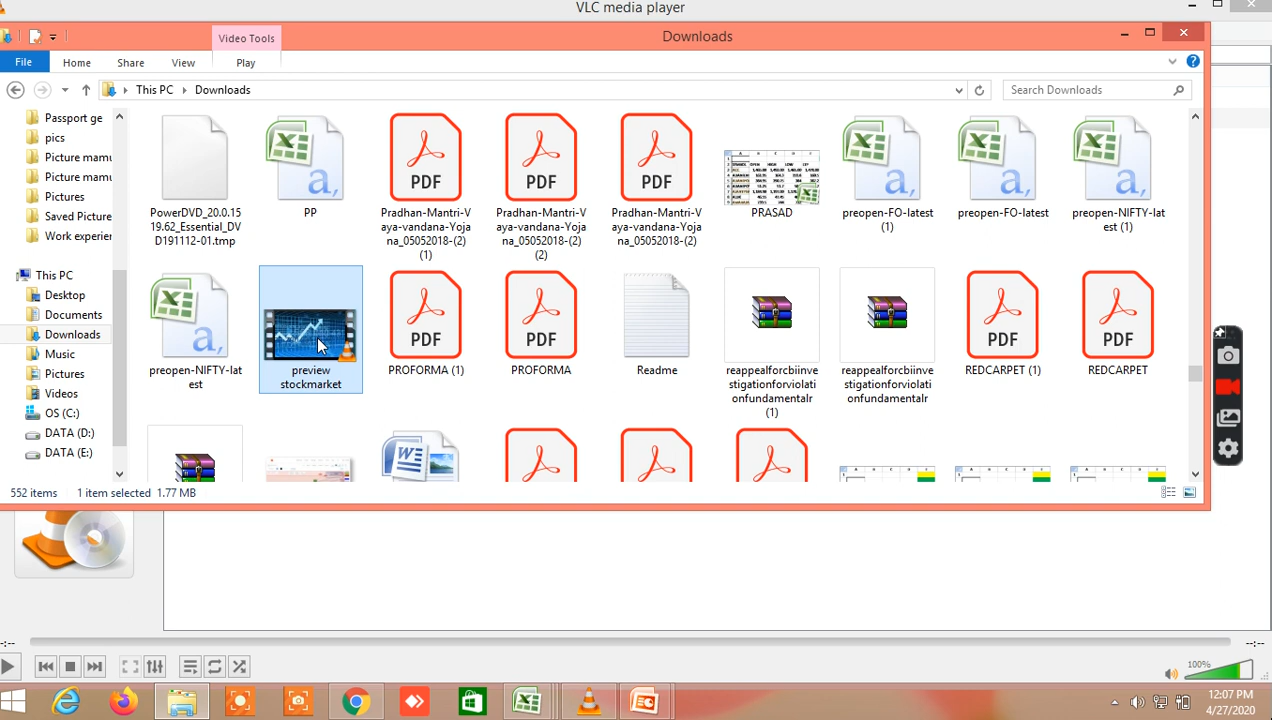 VLC media player
Video Tools
Downloads
File
Home
Share
View
Play
This PC
Downloads
Search Downloads
Passport ge
pics
Picture mamu
Picture mamu
Pictures
Saved Picture
Work experien
This PC
Desktop
Documents
Downloads
Music
Pictures
Videos
OS (C:)
DATA (D:)
DATA (E:)
a,
PDF
PDF
PDF
a,
a,
a,
PowerDVD_20.0.15
19.62_Essential_DV
D191112-01.tmp
PP
Pradhan-Mantri-V
aya-vandana-Yoja
na_05052018-(2)
(1)
Pradhan-Mantri-V
aya-vandana-Yoja
na_05052018-(2)
(2)
Pradhan-Mantri-V
aya-vandana-Yoja
na_05052018-(2)
PRASAD
preopen-FO-latest
(1)
preopen-FO-latest
preopen-NIFTY-lat
est (1)
a,
PDF
PDF
PDF
PDF
preopen-NIFTY-lat
est
preview
stockmarket
PROFORMA (1)
PROFORMA
Readme
reappealforcbiinve
stigationforviolati
onfundamentalr
(1)
reappealforcbiinve
stigationforviolati
onfundamentalr
REDCARPET (1)
REDCARPET
552 items
1 item selected 1.77 MB
-:--
--:--
100%
12:07 PM
4/27/2020